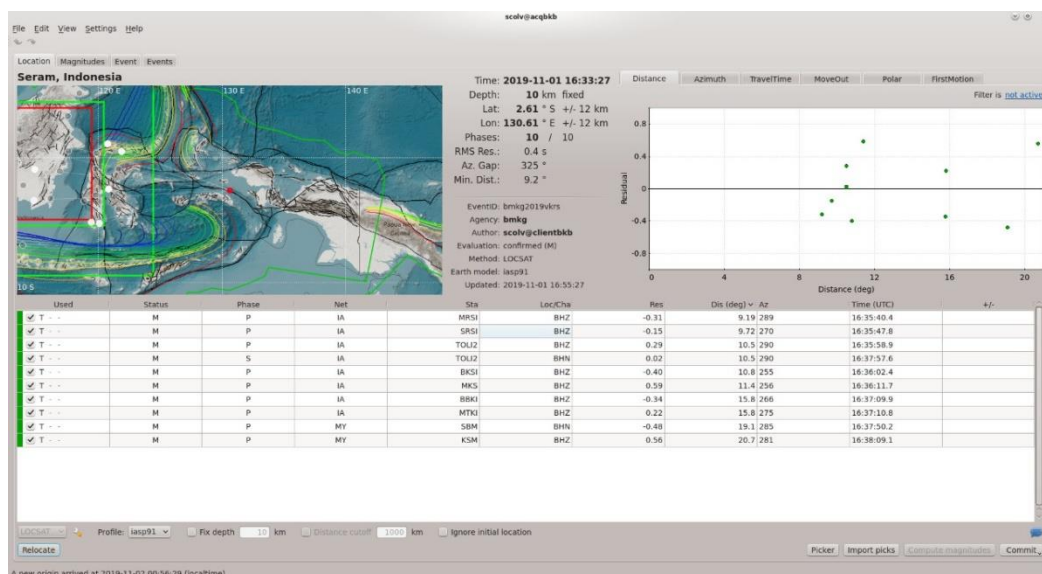 scolv@acqbkb
File Edit View Settings Help
Location Magnitudes Event Events
Seram, Indonesia
120 E 130 E 140 E
10 S
Time: 2019-11-01 16:33:27
Depth: 10 km fixed
Lat: 2.61 ° S +/- 12 km
Lon: 130.61 ° E +/- 12 km
Phases: 10 / 10
RMS Res.: 0.4 s
Az. Gap: 325 °
Min. Dist.: 9.2 °
EventID: bmkg2019vkrs
Agency: bmkg
Author: scolv@clientbkb
Evaluation: confirmed (M)
Method: LOCSAT
Earth model: iasp91
Updated: 2019-11-01 16:55:27
Distance Azimuth TravelTime MoveOut Polar FirstMotion
Filter is not active
Residual
0.8
0.4
0
-0.4
-0.8
0 4 8 12 16 20
Distance (deg)
Used Status Phase Net Sta Loc/Cha Res Dis (deg) Az Time (UTC) +/-
T - - M P IA MRSI BHZ -0.31 9.19 289 16:35:40.4
T - - M P IA SRSI BHZ -0.15 9.72 270 16:35:47.8
T - - M P IA TOLI2 BHZ 0.29 10.5 290 16:35:58.9
T - - M S IA TOLI2 BHN 0.02 10.5 290 16:37:57.6
T - - M P IA BKSI BHZ -0.40 10.8 255 16:36:02.4
T - - M P IA MKS BHZ 0.59 11.4 256 16:36:11.7
T - - M P IA BBKI BHZ -0.34 15.8 266 16:37:09.9
T - - M P IA MTKI BHZ 0.22 15.8 275 16:37:10.8
T - - M P MY SBM BHN -0.48 19.1 285 16:37:50.2
T - - M P MY KSM BHZ 0.56 20.7 281 16:38:09.1
LOCSAT Profile: iasp91 Fix depth 10 km Distance cutoff 1000 km Ignore initial location
Relocate Picker Import picks Compute magnitudes Commit
A new origin arrived at 2019-11-02 00:56:29 (localtime)